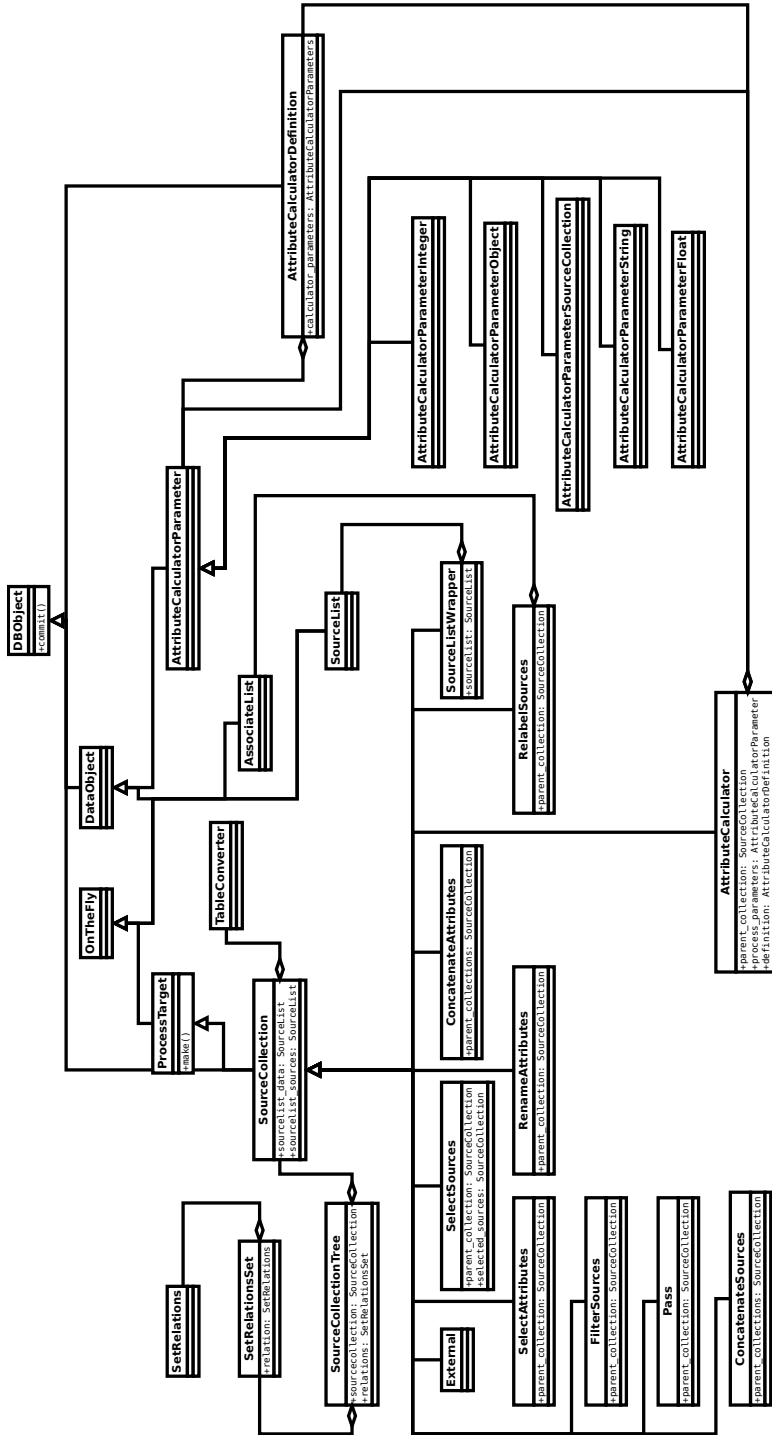 DBObject
+commit()
AttributeCalculatorDefinition
+calculator_parameters: AttributeCalculatorParameters
OnTheFly
DataObject
ProcessTarget
+make()
AttributeCalculatorParameter
SetRelations
TableConverter
AssociateList
SetRelationsSet
+relation: SetRelations
SourceCollection
+sourcelist_data: SourceList
+sourcelist_sources: SourceList
SourceList
SourceCollectionTree
+sourcecollection: SourceCollection
+relations: SetRelationsSet
External
SelectSources
+parent_collection: SourceCollection
+selected_sources: SourceCollection
ConcatenateAttributes
+parent_collections: SourceCollection
SourceListWrapper
+sourcelist: SourceList
AttributeCalculatorParameterInteger
SelectAttributes
+parent_collection: SourceCollection
RenameAttributes
+parent_collection: SourceCollection
RelabelSources
+parent_collection: SourceCollection
AttributeCalculatorParameterObject
FilterSources
+parent_collection: SourceCollection
AttributeCalculatorParameterSourceCollection
Pass
+parent_collection: SourceCollection
AttributeCalculatorParameterString
AttributeCalculatorParameterFloat
ConcatenateSources
+parent_collections: SourceCollection
AttributeCalculator
+parent_collection: SourceCollection
+process_parameters: AttributeCalculatorParameter
+definition: AttributeCalculatorDefinition